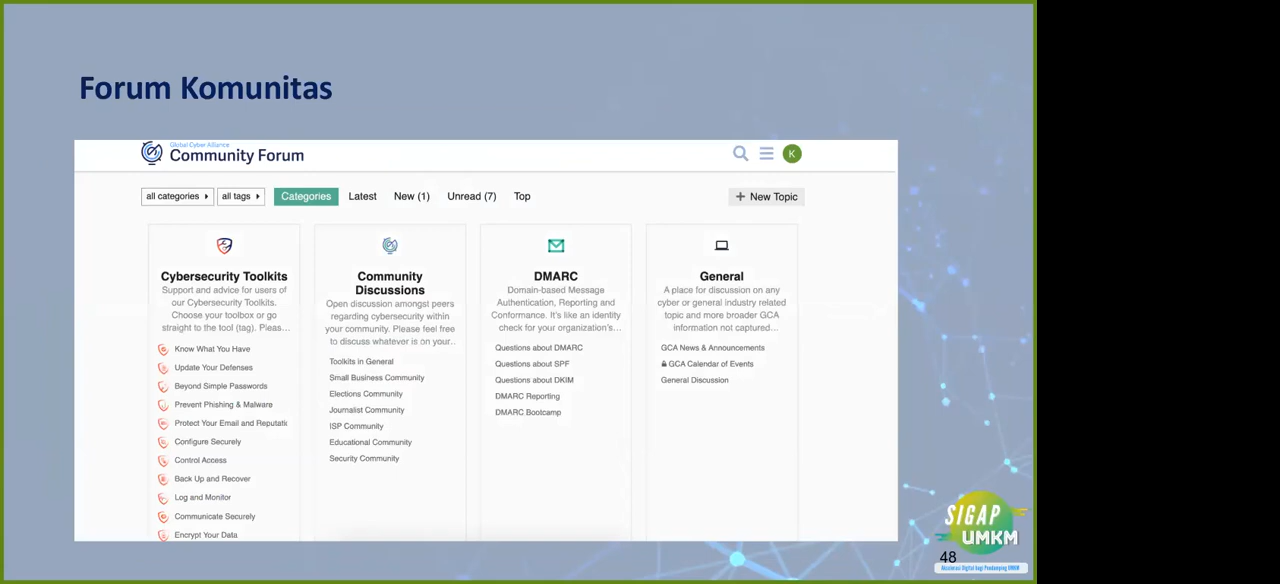 Forum Komunitas
Global Cyber Alliance
Community Forum
K
all categories
all tags
Categories
Latest
New (1)
Unread (7)
Top
+ New Topic
Cybersecurity Toolkits
Support and advice for users of
our Cybersecurity Toolkits.
Choose your toolbox or go
straight to the tool (tag). Pleas...
Know What You Have
Update Your Defenses
Beyond Simple Passwords
Prevent Phishing & Malware
Protect Your Email and Reputatic
Configure Securely
Control Access
Back Up and Recover
Log and Monitor
Communicate Securely
Encrypt Your Data
Community
Discussions
Open discussion amongst peers
regarding cybersecurity within
your community. Please feel free
to discuss whatever is on your...
Toolkits in General
Small Business Community
Elections Community
Journalist Community
ISP Community
Educational Community
Security Community
DMARC
Domain-based Message
Authentication, Reporting and
Conformance. It's like an identity
check for your organization's...
Questions about DMARC
Questions about SPF
Questions about DKIM
DMARC Reporting
DMARC Bootcamp
General
A place for discussion on any
cyber or general industry related
topic and more broader GCA
information not captured...
GCA News & Announcements
GCA Calendar of Events
General Discussion
SIGAP
UMKM
48
Akselerasi Digital bagi Pendamping UMKM